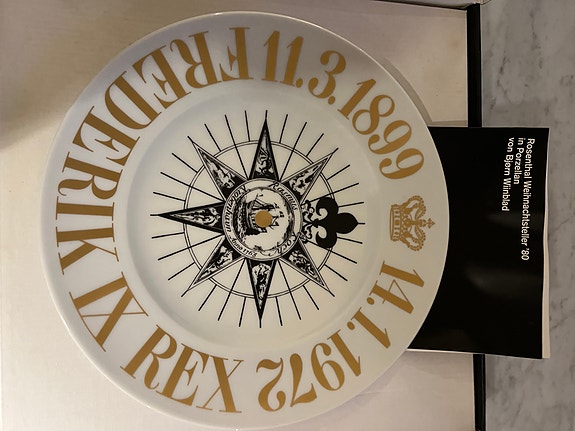 FREDERIK IX REX
11.3.1899
14.1.1972
Rosenthal Weihnachtsteller '80
in Porzellan
von Bjørn Wiinblad